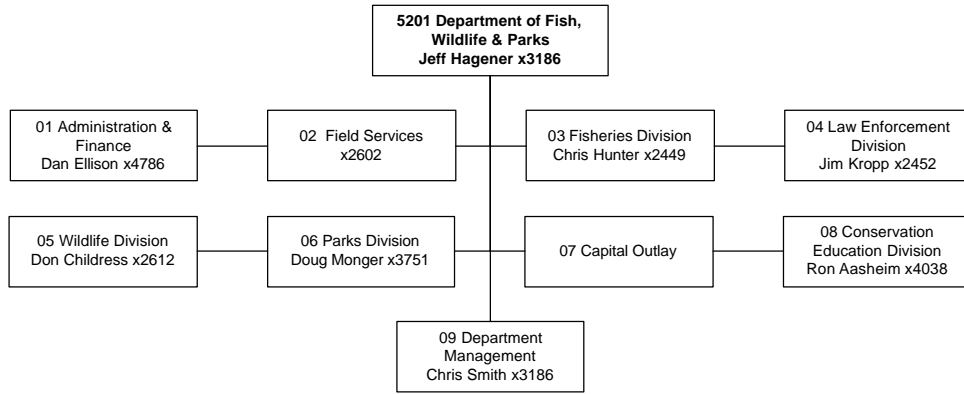 5201 Department of Fish,
Wildlife & Parks
Jeff Hagener x3186
01 Administration &
Finance
Dan Ellison x4786
02 Field Services
x2602
03 Fisheries Division
Chris Hunter x2449
04 Law Enforcement
Division
Jim Kropp x2452
05 Wildlife Division
Don Childress x2612
06 Parks Division
Doug Monger x3751
07 Capital Outlay
08 Conservation
Education Division
Ron Aasheim x4038
09 Department
Management
Chris Smith x3186